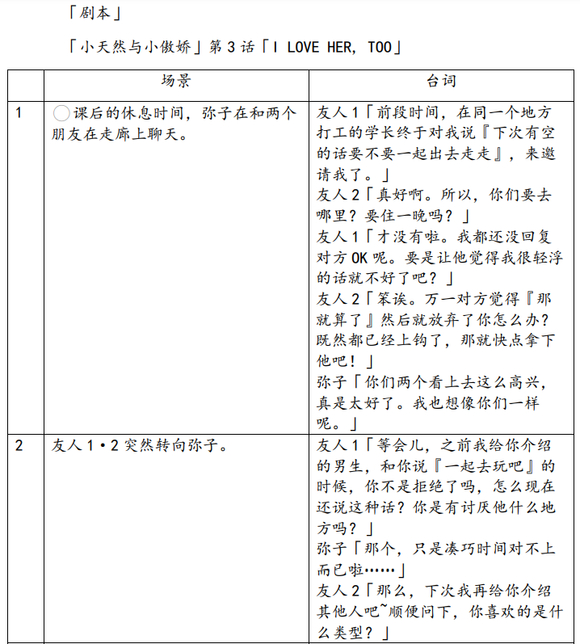 「剧本」
「小天然与小傲娇」第 3 话「I LOVE HER, TOO」
场景
台词
1
◯课后的休息时间，弥子在和两个
朋友在走廊上聊天。
友人 1「前段时间，在同一个地方
打工的学长终于对我说『下次有空
的话要不要一起出去走走』，来邀
请我了。」
友人 2「真好啊。所以，你们要去
哪里？要住一晚吗？」
友人 1「才没有啦。我都还没回复
对方 OK 呢。要是让他觉得我很轻浮
的话就不好了吧？」
友人 2「笨诶。万一对方觉得『那
就算了』然后就放弃了你怎么办？
既然都已经上钩了，那就快点拿下
他吧！」
弥子「你们两个看上去这么高兴，
真是太好了。我也想像你们一样
呢。」
2
友人 1·2 突然转向弥子。
友人 1「等会儿，之前我给你介绍
的男生，和你说『一起去玩吧』的
时候，你不是拒绝了吗，怎么现在
还说这种话？你是有讨厌他什么地
方吗？」
弥子「那个，只是凑巧时间对不上
而已啦……」
友人 2「那么，下次我再给你介绍
其他人吧~顺便问下，你喜欢的是什
么类型？」